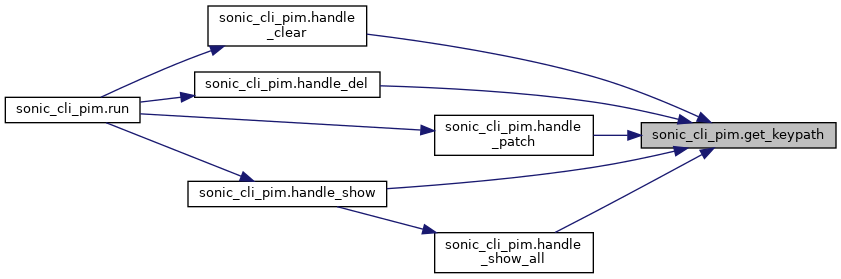 sonic_cli_pim.handle
_clear
sonic_cli_pim.handle_del
sonic_cli_pim.run
sonic_cli_pim.handle
_patch
sonic_cli_pim.get_keypath
sonic_cli_pim.handle_show
sonic_cli_pim.handle
_show_all